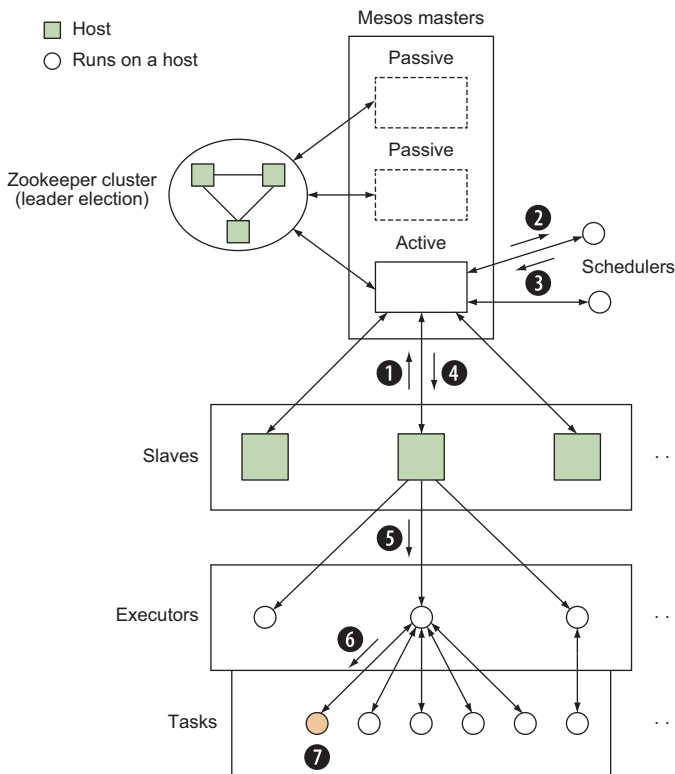 Mesos masters
Host
Runs on a host
Passive
Passive
Zookeeper cluster
(leader election)
Active
2
Schedulers
3
1
4
Slaves
. .
5
Executors
. .
6
Tasks
. .
7